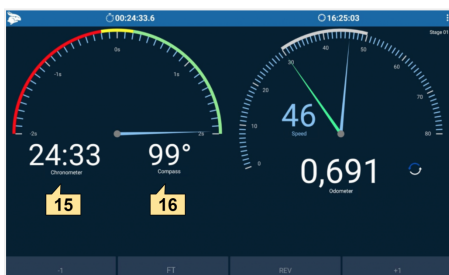 00:24:33.6
16:25:03
Stage 01
0s
-1s
1s
-2s
2s
24:33
Chronometer
99°
Compass
15
16
0
10
20
30
40
50
60
70
80
46
Speed
0,691
Odometer
-1
FT
REV
+1